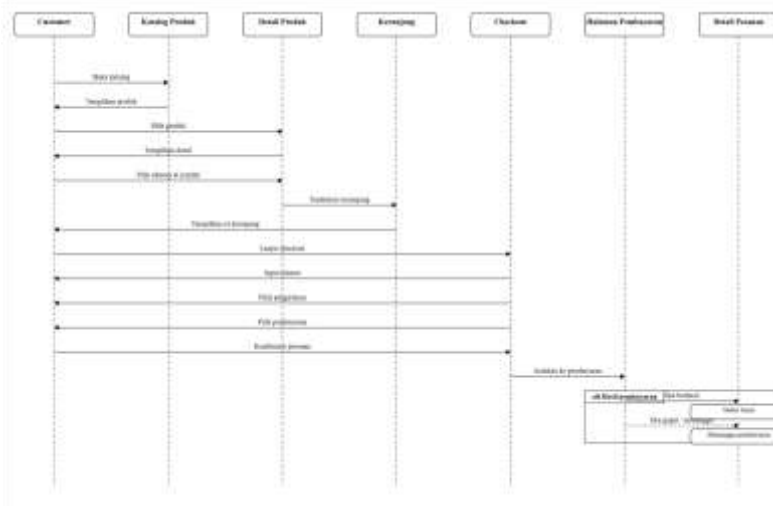 Customer
Katalog Produk
Detail Produk
Keranjang
Checkout
Halaman Pembayaran
Detail Pesanan
Buka katalog
Tampilkan produk
Pilih produk
Tampilkan detail
Pilih ukuran & jumlah
Tambahkan keranjang
Tampilkan isi keranjang
Lanjut checkout
Input alamat
Pilih pengiriman
Pilih pembayaran
Konfirmasi pesanan
Redirect ke pembayaran
alt